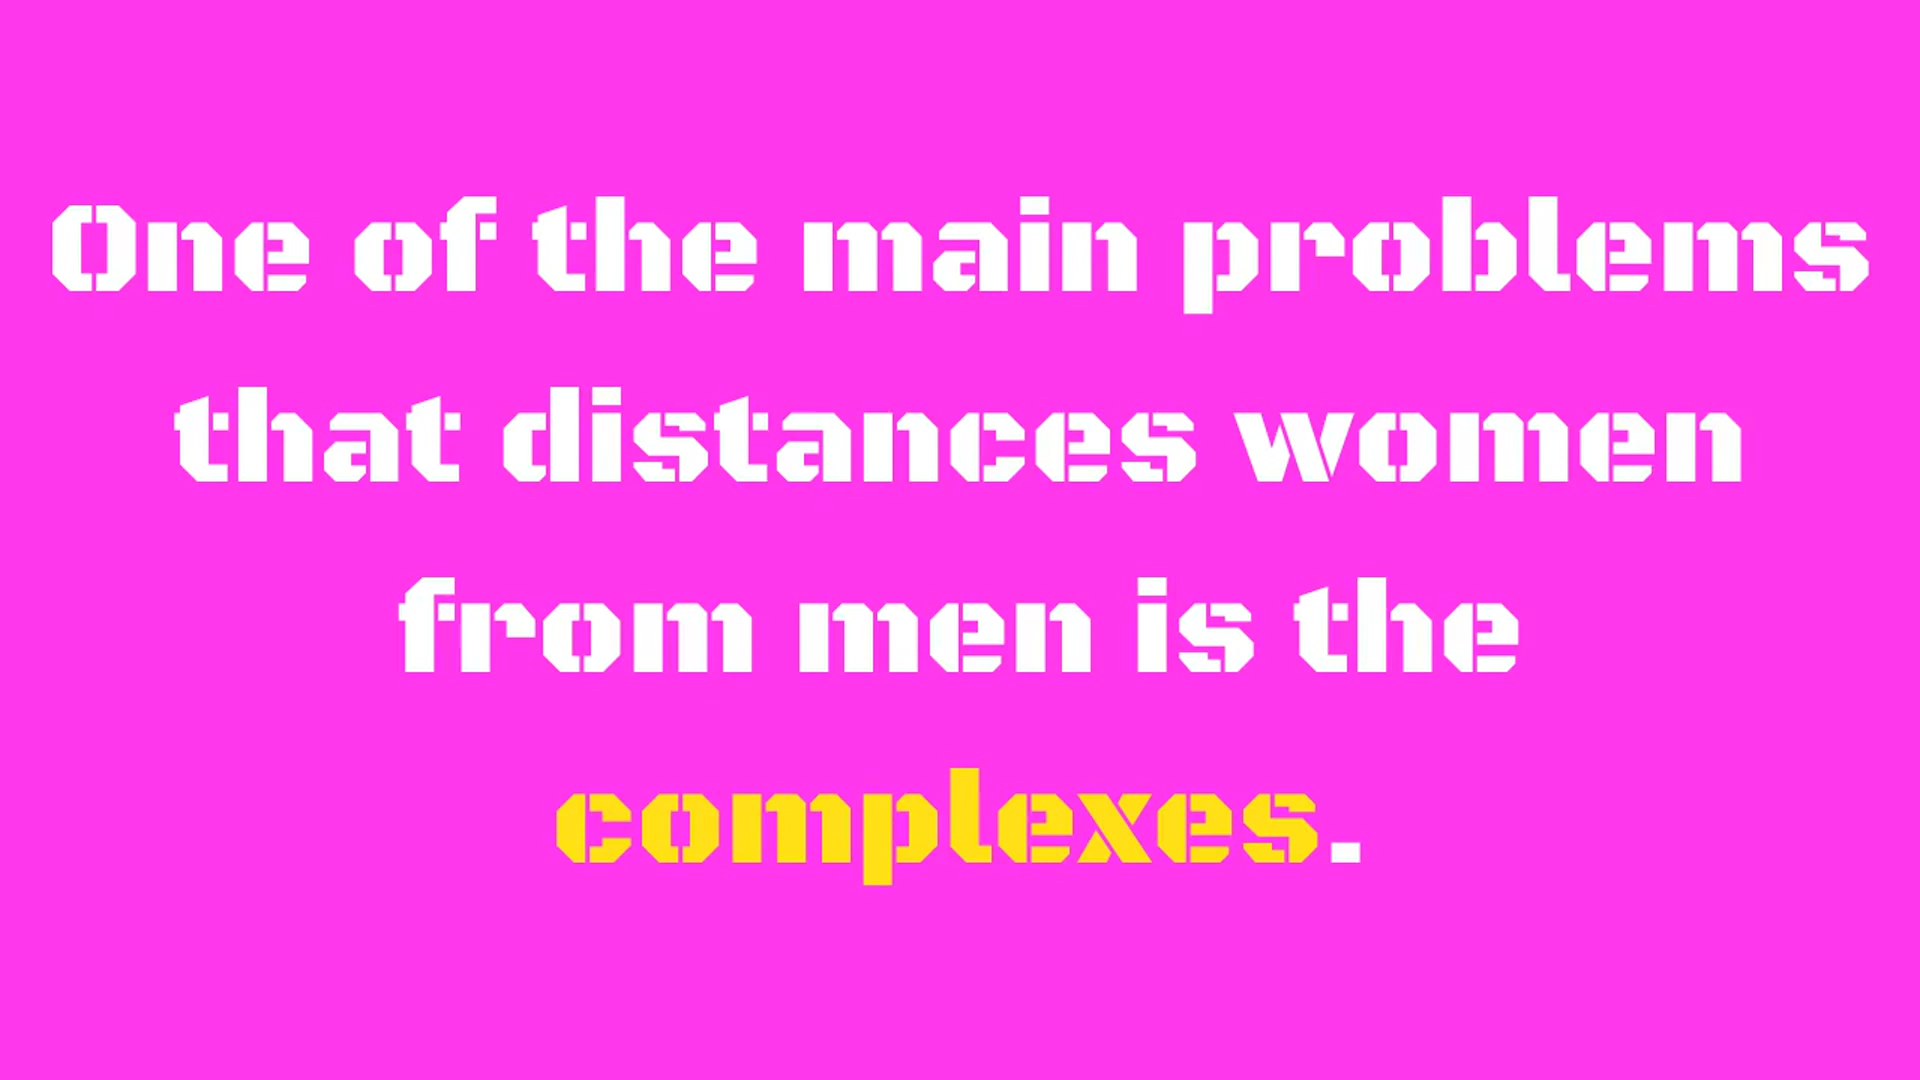 One of the main problems
that distances women
from men is the
complexes.